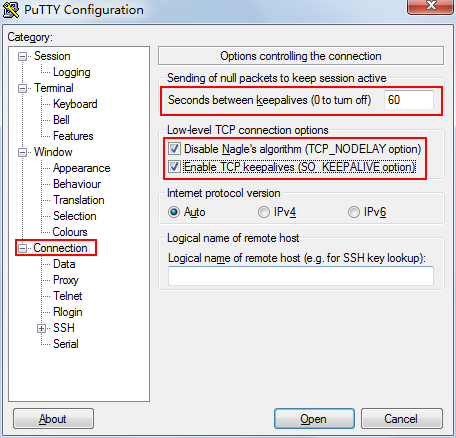 PuTTY Configuration
Category:
Session
Logging
Terminal
Keyboard
Bell
Features
Window
Appearance
Behaviour
Translation
Selection
Colours
Connection
Data
Proxy
Telnet
Rlogin
SSH
Serial
Options controlling the connection
Sending of null packets to keep session active
Seconds between keepalives (0 to turn off) 60
Low-level TCP connection options
Disable Nagle's algorithm (TCP_NODELAY option)
Enable TCP keepalives (SO_KEEPALIVE option)
Internet protocol version
Auto IPv4 IPv6
Logical name of remote host
Logical name of remote host (e.g. for SSH key lookup):
About Open Cancel